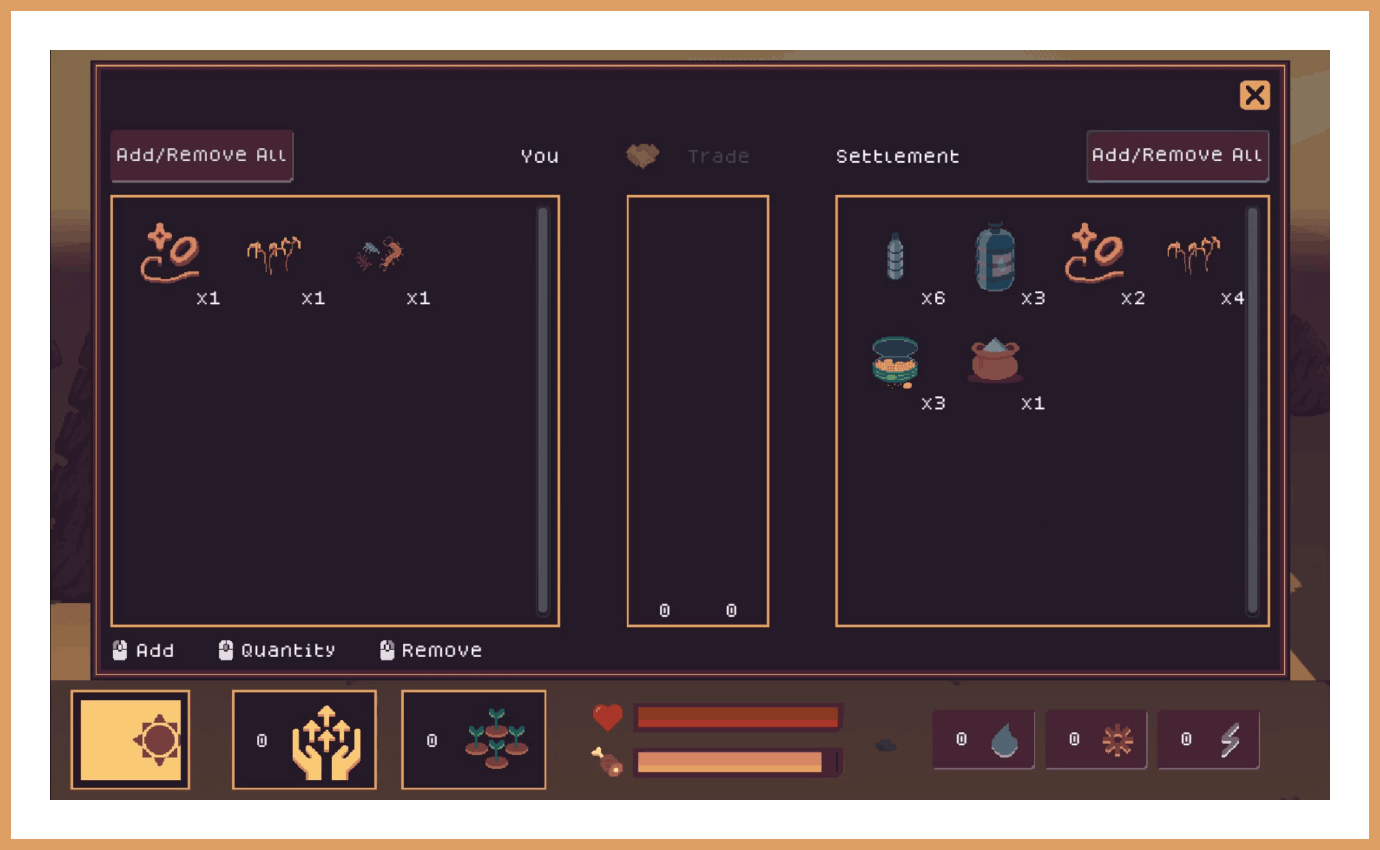 Add/Remove All
You
Trade
Settlement
Add/Remove All
x1
x1
x1
x6
x3
x2
x4
x3
x1
0
0
Add
Quantity
Remove
0
0
0
0
0